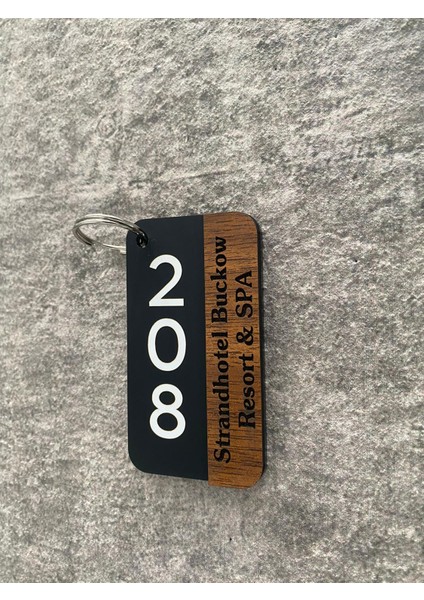 208
Strandhotel Buckow
Resort & SPA